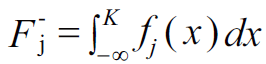 F_j^- = ∫_{-∞}^{K} f_j(x) dx